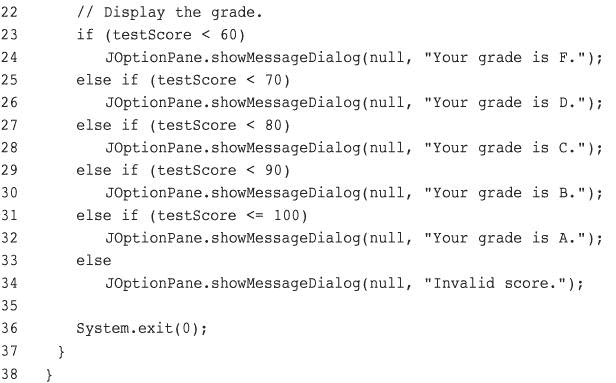 22 // Display the grade.
23 if (testScore < 60)
24 JOptionPane.showMessageDialog(null, "Your grade is F.");
25 else if (testScore < 70)
26 JOptionPane.showMessageDialog(null, "Your grade is D.");
27 else if (testScore < 80)
28 JOptionPane.showMessageDialog(null, "Your grade is C.");
29 else if (testScore < 90)
30 JOptionPane.showMessageDialog(null, "Your grade is B.");
31 else if (testScore <= 100)
32 JOptionPane.showMessageDialog(null, "Your grade is A.");
33 else
34 JOptionPane.showMessageDialog(null, "Invalid score.");
35
36 System.exit(0);
37 }
38 }